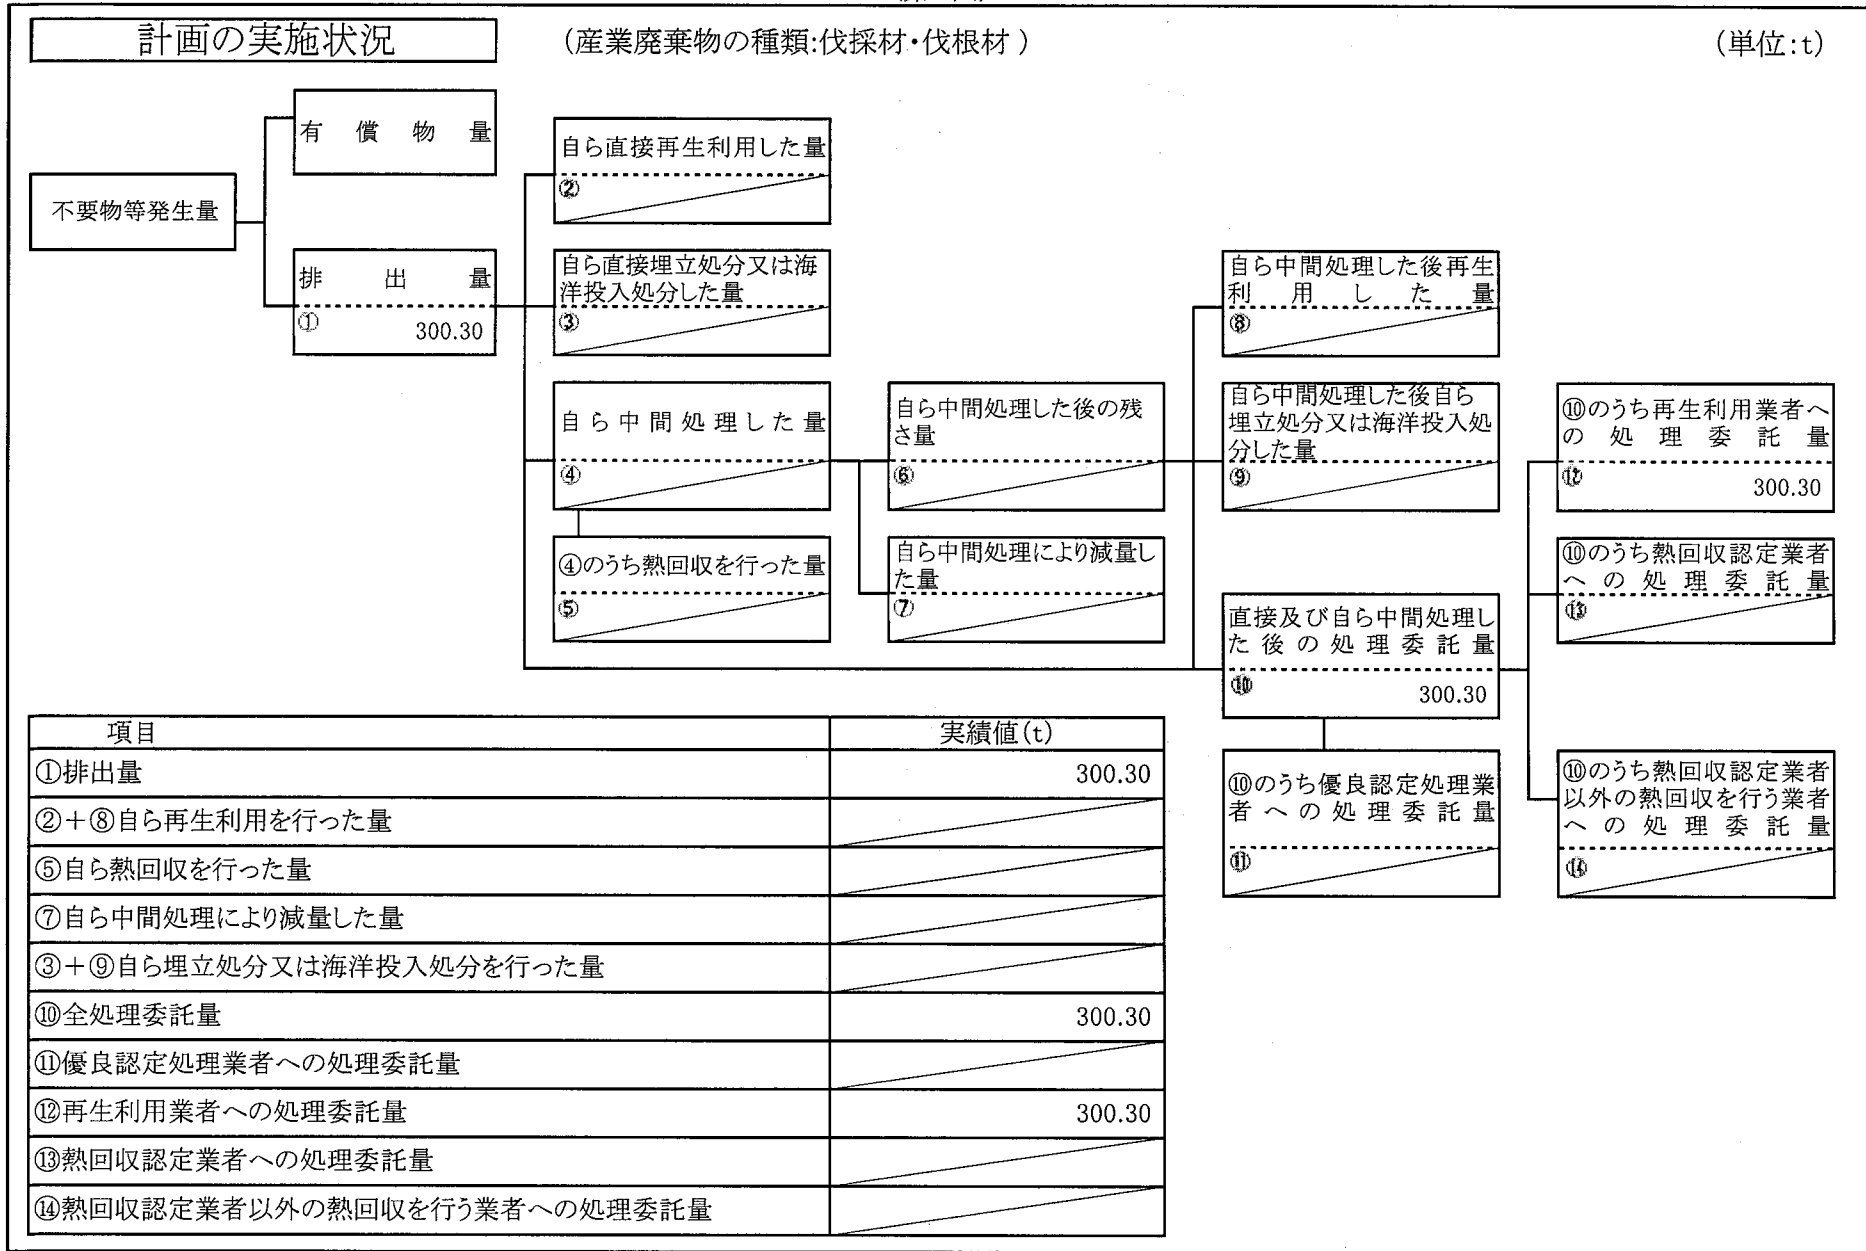 計画の実施状況
(産業廃棄物の種類:伐採材・伐根材)
(単位:t)
有償物量
不要物等発生量
排出量
① 300.30
自ら直接再生利用した量
②
自ら直接埋立処分又は海
洋投入処分した量
③
自ら中間処理した量
④
④のうち熱回収を行った量
⑤
自ら中間処理した後の残
さ量
⑥
自ら中間処理により減量し
た量
⑦
自ら中間処理した後再生
利用した量
⑧
自ら中間処理した後自ら
埋立処分又は海洋投入処
分した量
⑨
直接及び自ら中間処理し
た後の処理委託量
⑩ 300.30
⑩のうち優良認定処理業
者への処理委託量
⑪
⑩のうち再生利用業者へ
の処理委託量
⑫ 300.30
⑩のうち熱回収認定業者
への処理委託量
⑬
⑩のうち熱回収認定業者
以外の熱回収を行う業者
への処理委託量
⑭
項目 実績値(t)
①排出量 300.30
②+⑧自ら再生利用を行った量
⑤自ら熱回収を行った量
⑦自ら中間処理により減量した量
③+⑨自ら埋立処分又は海洋投入処分を行った量
⑩全処理委託量 300.30
⑪優良認定処理業者への処理委託量
⑫再生利用業者への処理委託量 300.30
⑬熱回収認定業者への処理委託量
⑭熱回収認定業者以外の熱回収を行う業者への処理委託量